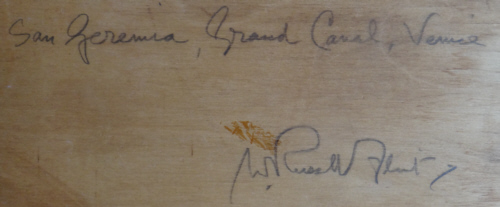 San Geremia, Grand Canal, Venice
W. Russell Flint